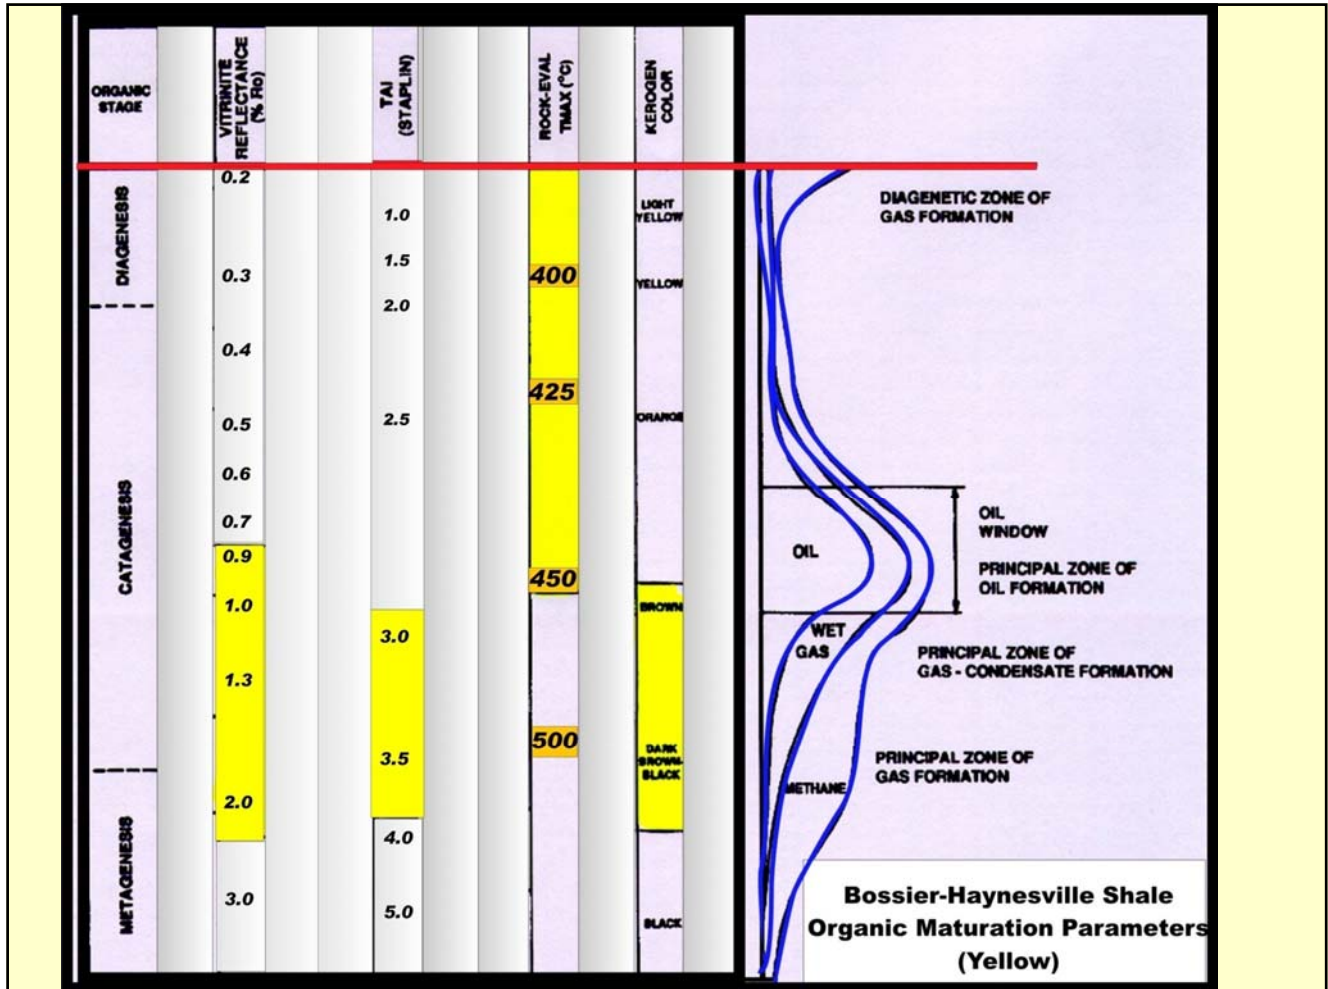 ORGANIC
STAGE
VITRINITE
REFLECTANCE
(% Ro)
TAI
(STAPLIN)
ROCK-EVAL
TMAX (°C)
KEROGEN
COLOR
DIAGENESIS
CATAGENESIS
METAGENESIS
0.2
0.3
0.4
0.5
0.6
0.7
0.9
1.0
1.3
2.0
3.0
1.0
1.5
2.0
2.5
3.0
3.5
4.0
5.0
400
425
450
500
LIGHT
YELLOW
YELLOW
ORANGE
BROWN
DARK
BROWN-
BLACK
BLACK
DIAGENETIC ZONE OF
GAS FORMATION
OIL
WINDOW
OIL
PRINCIPAL ZONE OF
OIL FORMATION
WET
GAS
PRINCIPAL ZONE OF
GAS - CONDENSATE FORMATION
PRINCIPAL ZONE OF
GAS FORMATION
METHANE
Bossier-Haynesville Shale
Organic Maturation Parameters
(Yellow)